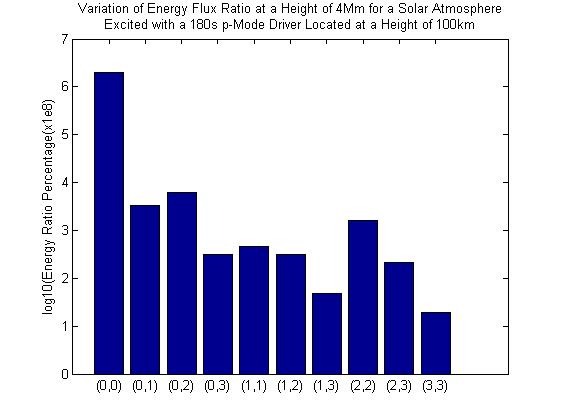 Variation of Energy Flux Ratio at a Height of 4Mm for a Solar Atmosphere
Excited with a 180s p-Mode Driver Located at a Height of 100km
log10(Energy Ratio Percentage(x1e8)
7
6
5
4
3
2
1
0
(0,0) (0,1) (0,2) (0,3) (1,1) (1,2) (1,3) (2,2) (2,3) (3,3)